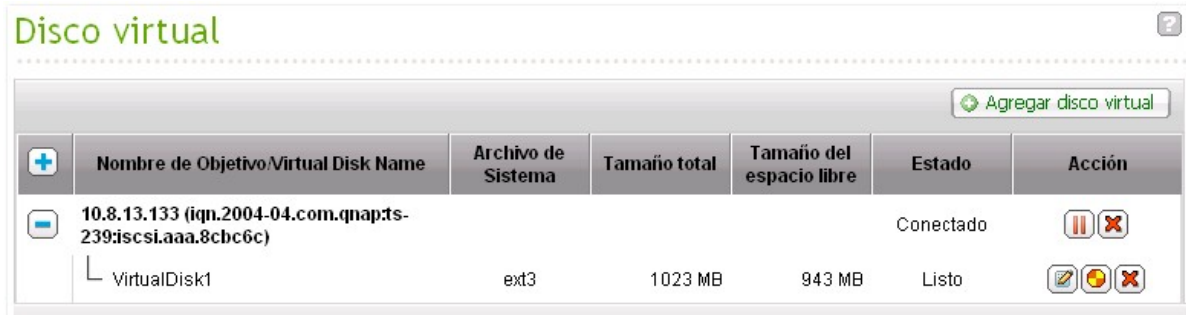 Disco virtual
?
Agregar disco virtual
Nombre de Objetivo/Virtual Disk Name
Archivo de
Sistema
Tamaño total
Tamaño del
espacio libre
Estado
Acción
10.8.13.133 (iqn.2004-04.com.qnap:ts-
239:iscsi.aaa.8cbc6c)
Conectado
VirtualDisk1
ext3
1023 MB
943 MB
Listo